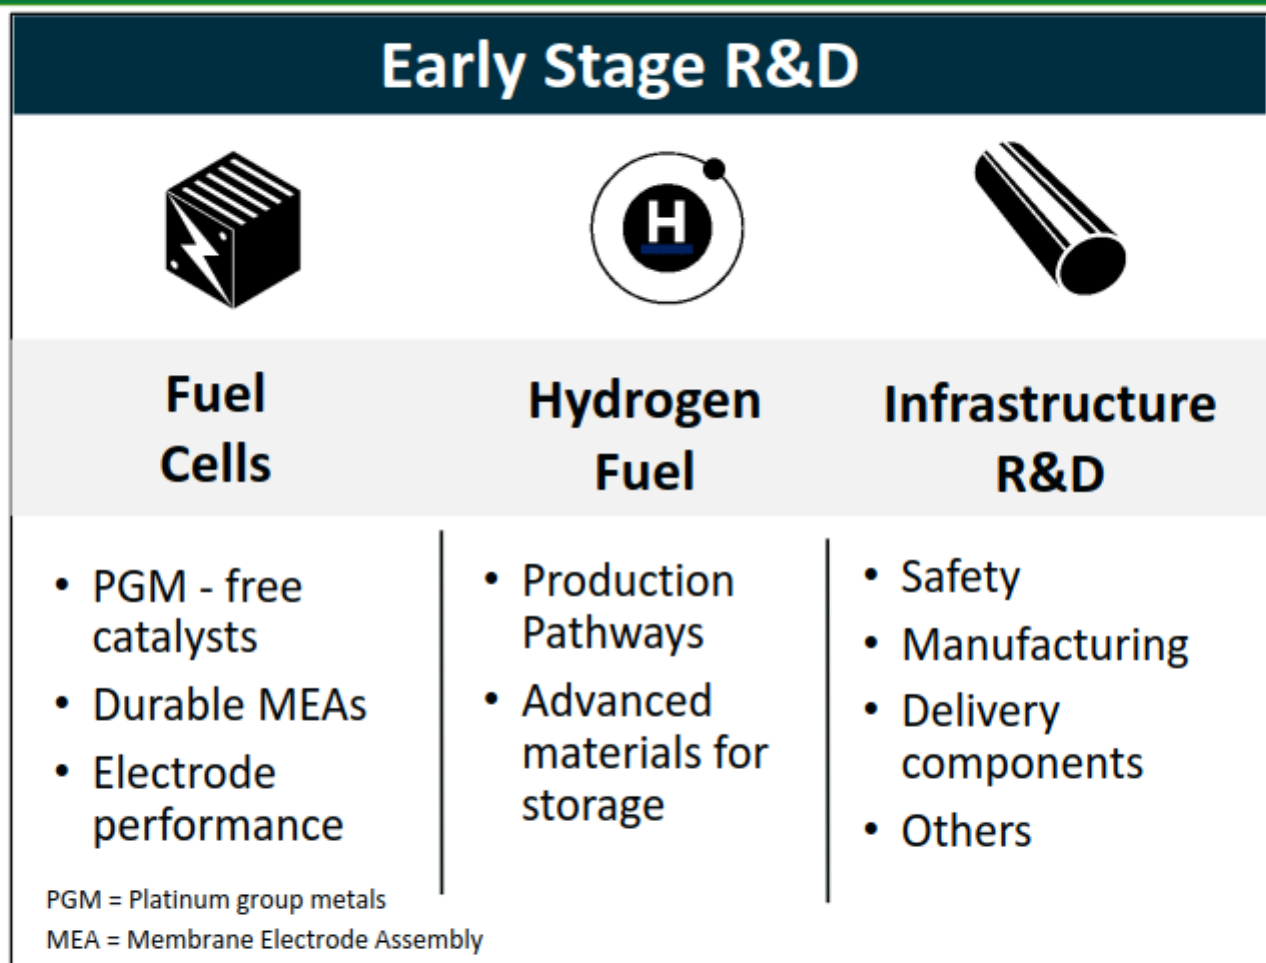 Early Stage R&D
H
Fuel
Cells
• PGM - free
catalysts
• Durable MEAs
• Electrode
performance
PGM = Platinum group metals
MEA = Membrane Electrode Assembly
Hydrogen
Fuel
• Production
Pathways
• Advanced
materials for
storage
Infrastructure
R&D
• Safety
• Manufacturing
• Delivery
components
• Others